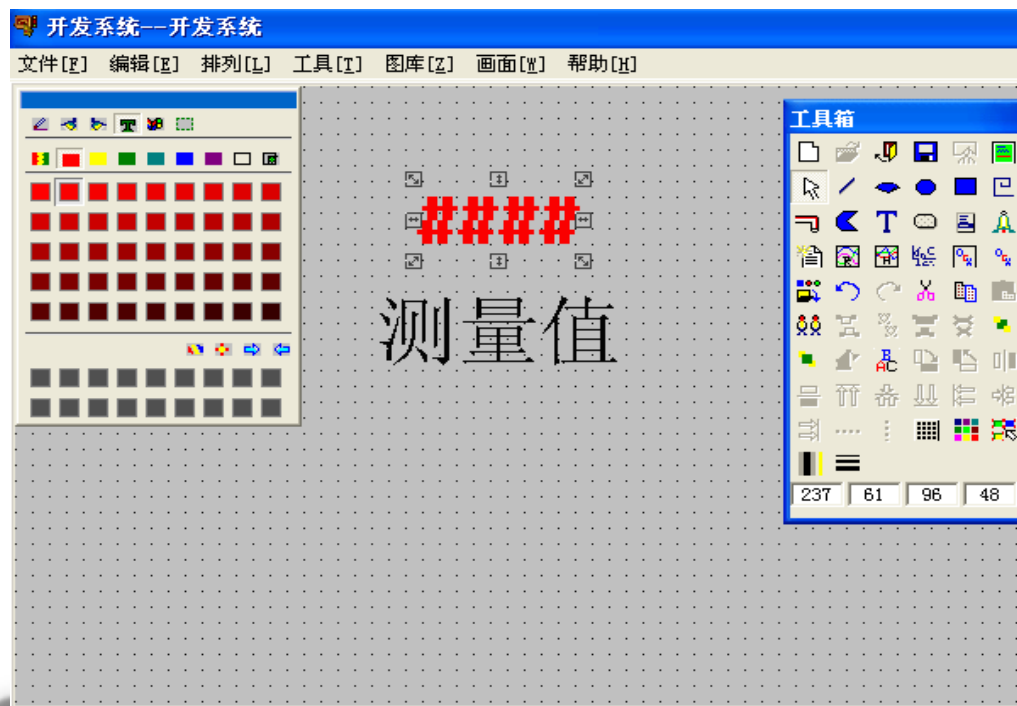 开发系统--开发系统
文件[F] 编辑[E] 排列[L] 工具[T] 图库[Z] 画面[W] 帮助[H]
工具箱
####
测量值
237 61 96 48